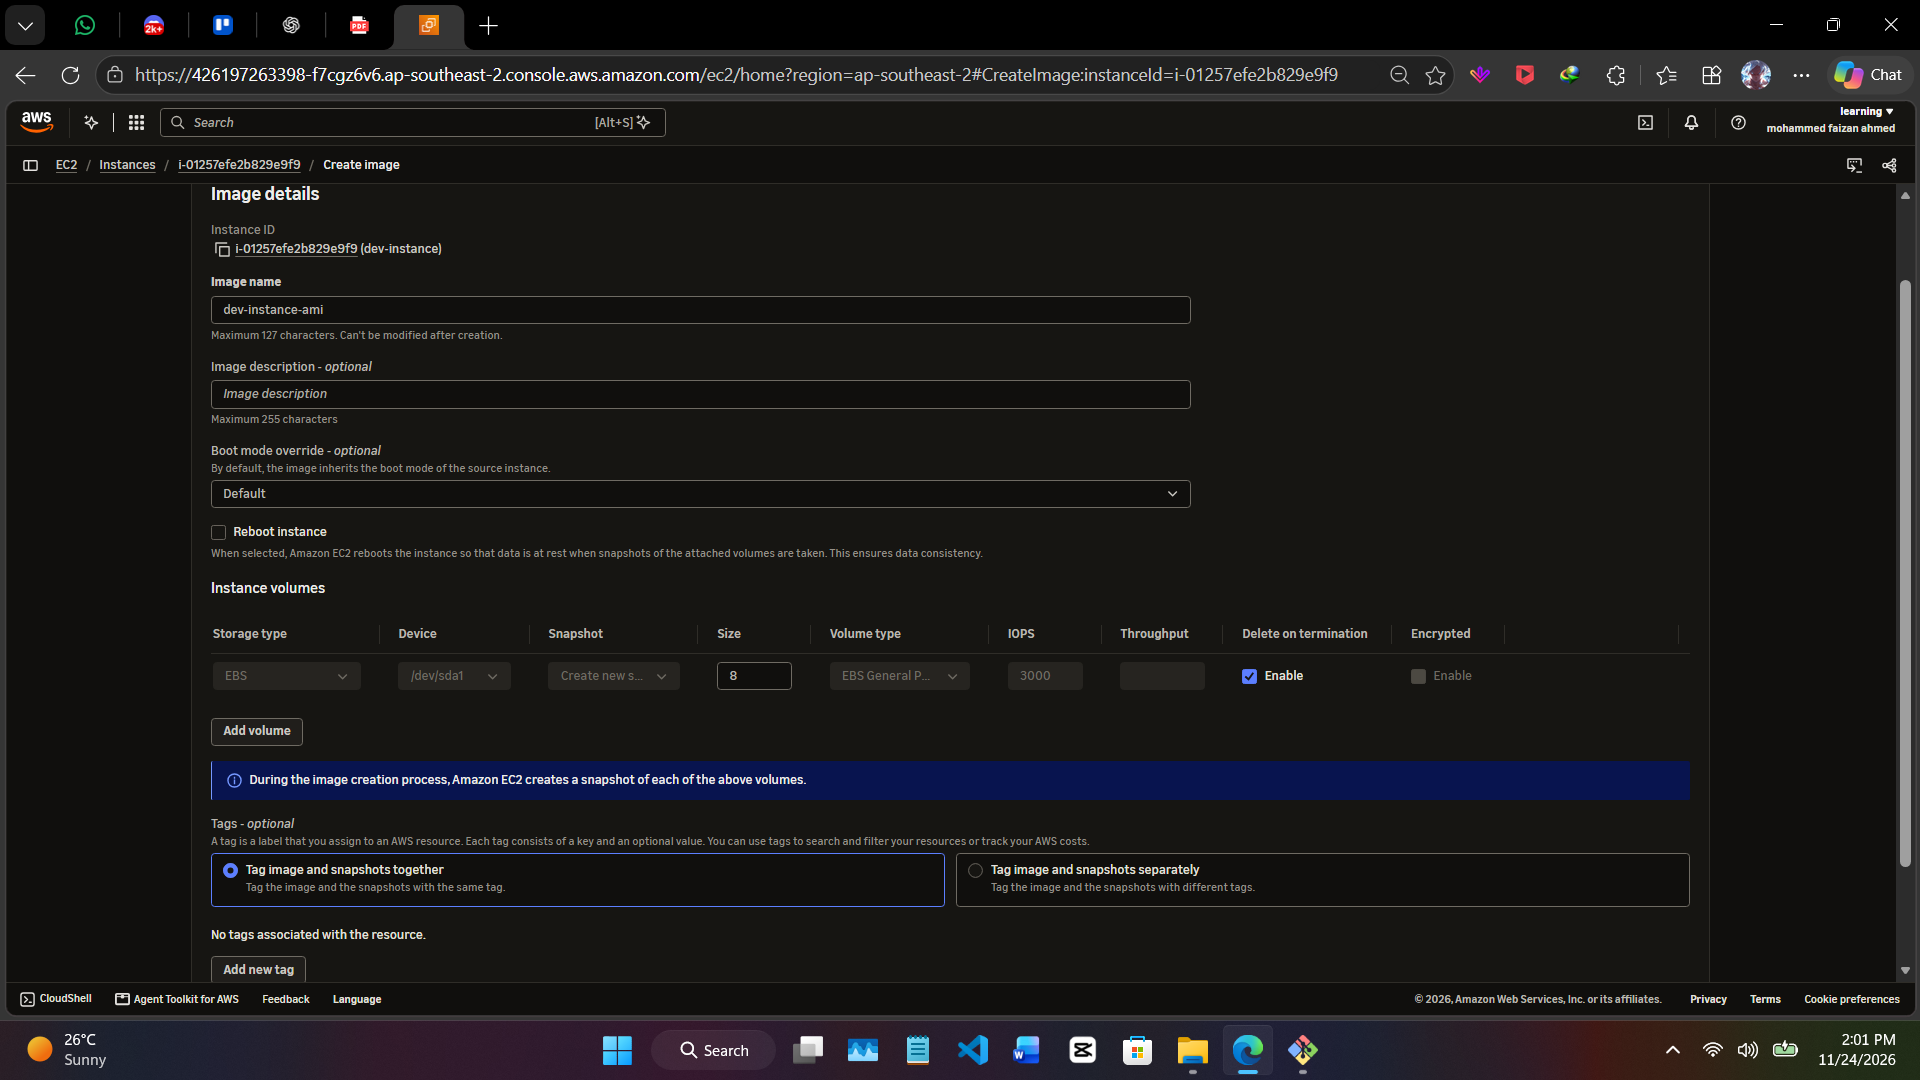 2k+
PDF
https://426197263398-f7cgz6v6.ap-southeast-2.console.aws.amazon.com/ec2/home?region=ap-southeast-2#CreateImage:instanceId=i-01257efe2b829e9f9
Chat
aws
Search
[Alt+S]
learning
mohammed faizan ahmed
EC2 / Instances / i-01257efe2b829e9f9 / Create image
Image details
Instance ID
i-01257efe2b829e9f9 (dev-instance)
Image name
dev-instance-ami
Maximum 127 characters. Can't be modified after creation.
Image description - optional
Image description
Maximum 255 characters
Boot mode override - optional
By default, the image inherits the boot mode of the source instance.
Default
Reboot instance
When selected, Amazon EC2 reboots the instance so that data is at rest when snapshots of the attached volumes are taken. This ensures data consistency.
Instance volumes
Storage type Device Snapshot Size Volume type IOPS Throughput Delete on termination Encrypted
EBS /dev/sda1 Create new s... 8 EBS General P... 3000 Enable Enable
Add volume
During the image creation process, Amazon EC2 creates a snapshot of each of the above volumes.
Tags - optional
A tag is a label that you assign to an AWS resource. Each tag consists of a key and an optional value. You can use tags to search and filter your resources or track your AWS costs.
Tag image and snapshots together
Tag the image and the snapshots with the same tag.
Tag image and snapshots separately
Tag the image and the snapshots with different tags.
No tags associated with the resource.
Add new tag
CloudShell Agent Toolkit for AWS Feedback Language © 2026, Amazon Web Services, Inc. or its affiliates. Privacy Terms Cookie preferences
26°C
Sunny
Search
W
2:01 PM
11/24/2026